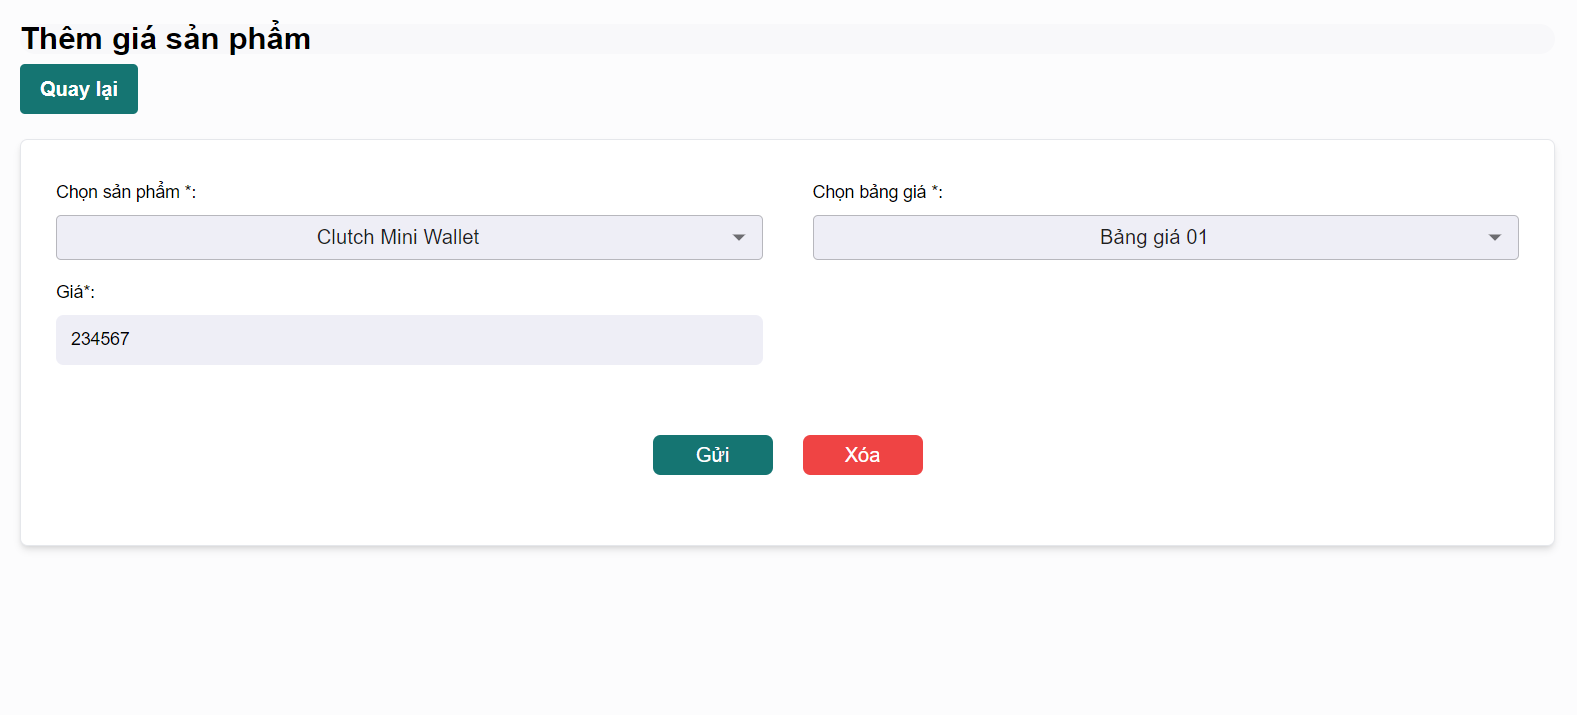 Thêm giá sản phẩm
Quay lại
Chọn sản phẩm *:
Clutch Mini Wallet
Chọn bảng giá *:
Bảng giá 01
Giá*:
234567
Gửi
Xóa